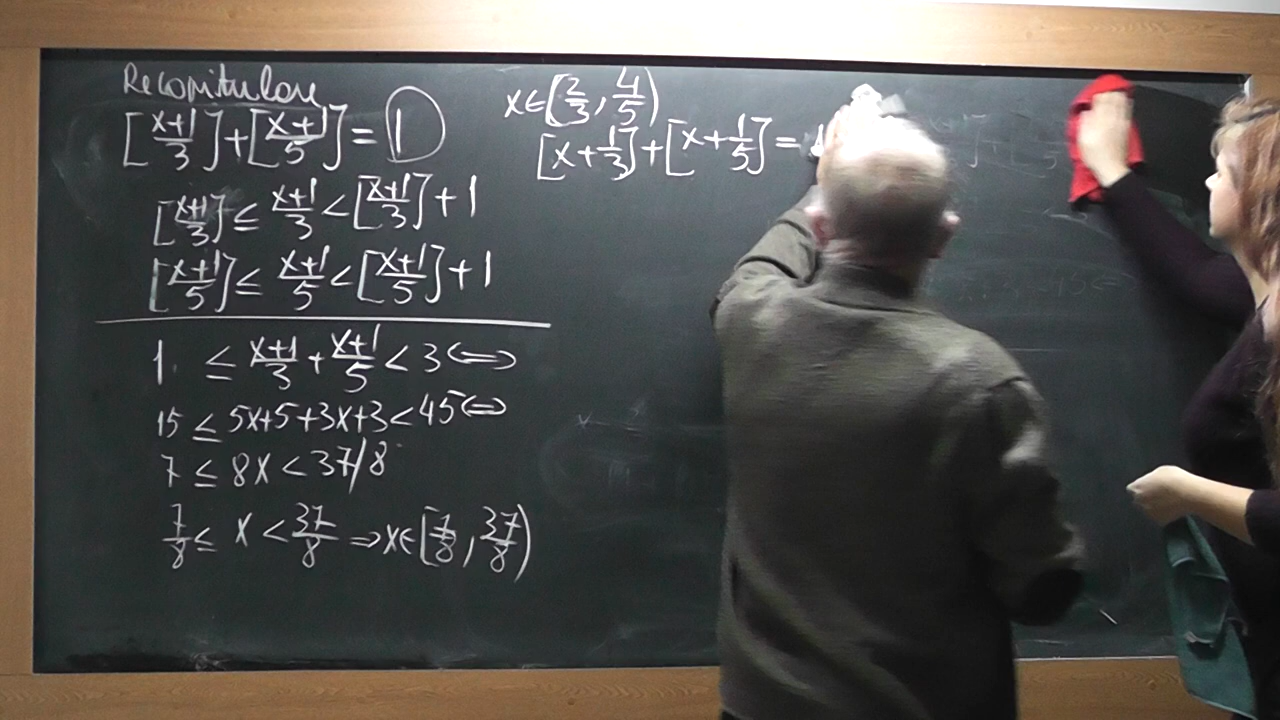 Recapitulare
[x+1/3]+[x+1/5]=1
[x+1/3]≤x+1/3<[x+1/3]+1
[x+1/5]≤x+1/5<[x+1/5]+1
1 ≤x+1/3+x+1/5<3⇔
15≤5x+5+3x+3<45⇔
7≤8x<37/8
7/8≤x<37/8⇒x∈[7/8,37/8)
x∈[2/3,4/5)
[x+1/3]+[x+1/5]=